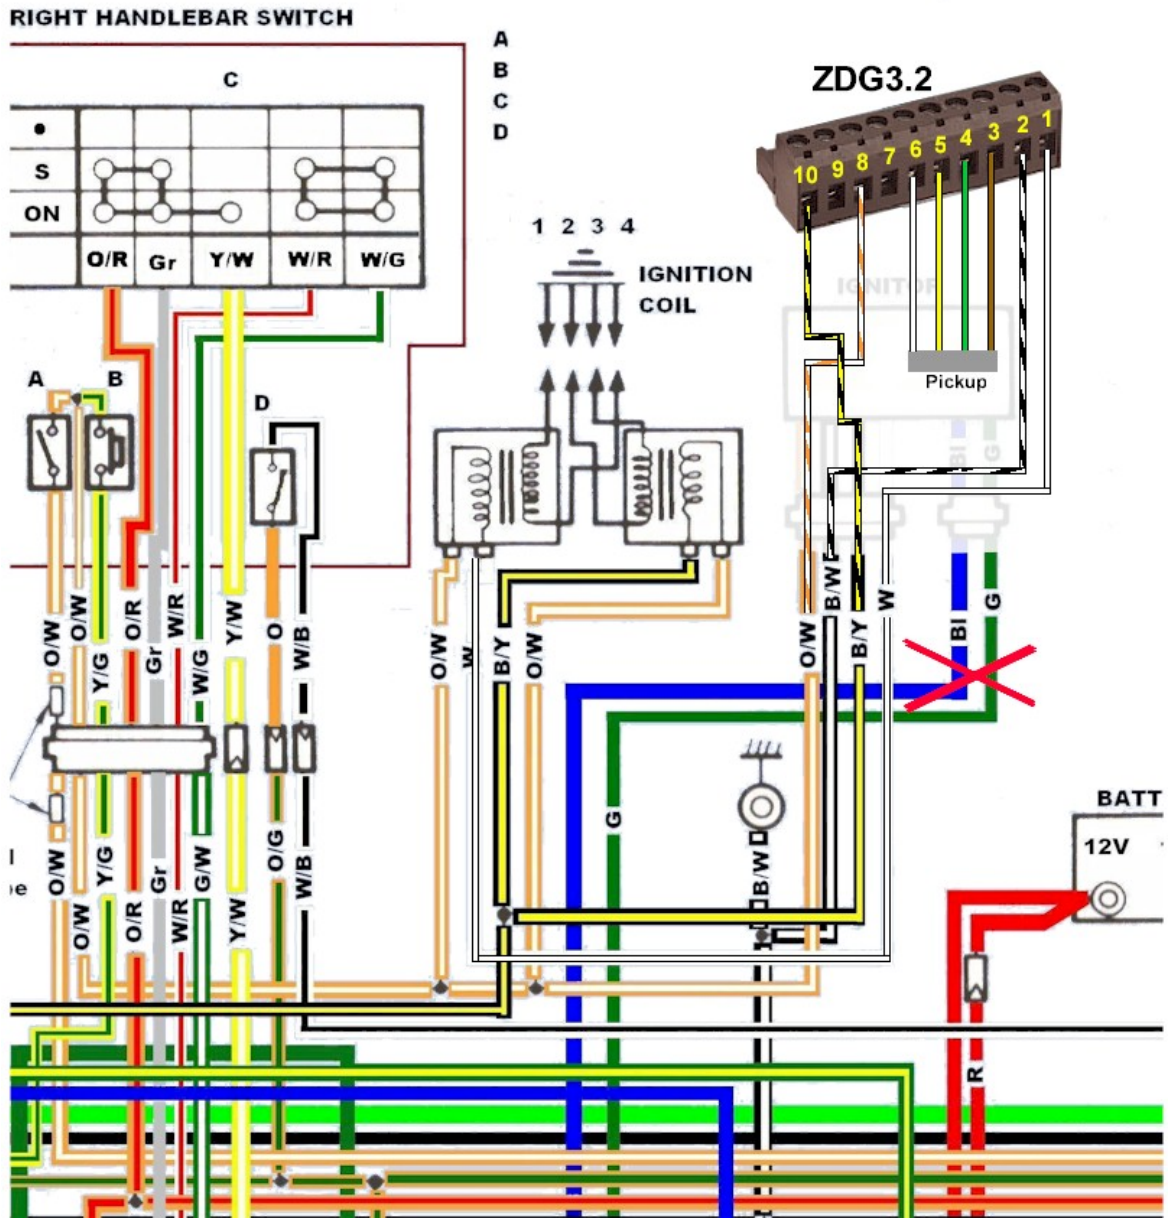 RIGHT HANDLEBAR SWITCH
A
B
C
D
C
ZDG3.2
S
ON
O/R Gr Y/W W/R W/G
10 9 8 7 6 5 4 3 2 1
1 2 3 4
IGNITION
COIL
IGNITOR
Pickup
A B
D
Bl G
O/W O/W Y/G O/R Gr W/R W/G Y/W O W/B
O/W W B/Y O/W
O/W B/W B/Y W Bl G
BATT
12V
G
B/W
O/W O/W Y/G O/R Gr W/R G/W Y/W O/G W/B
R